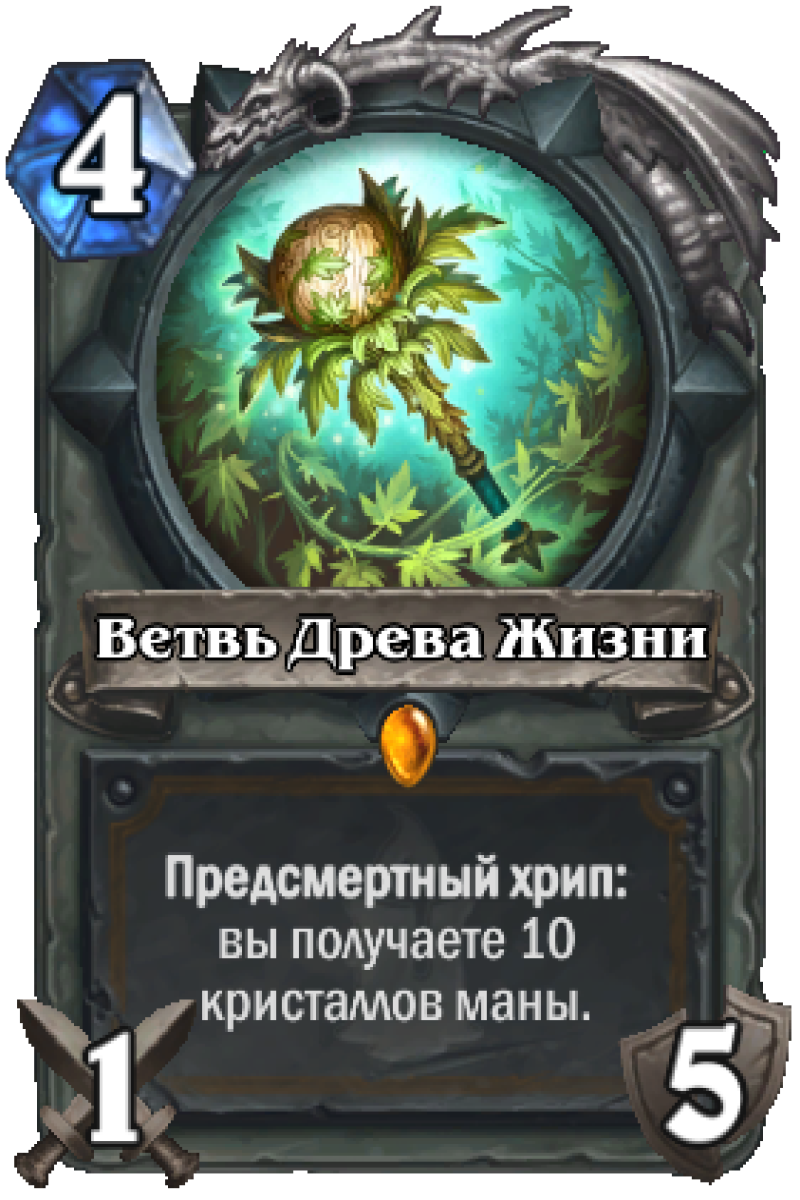 4
Ветвь Древа Жизни
Предсмертный хрип:
вы получаете 10
кристаллов маны.
1
5